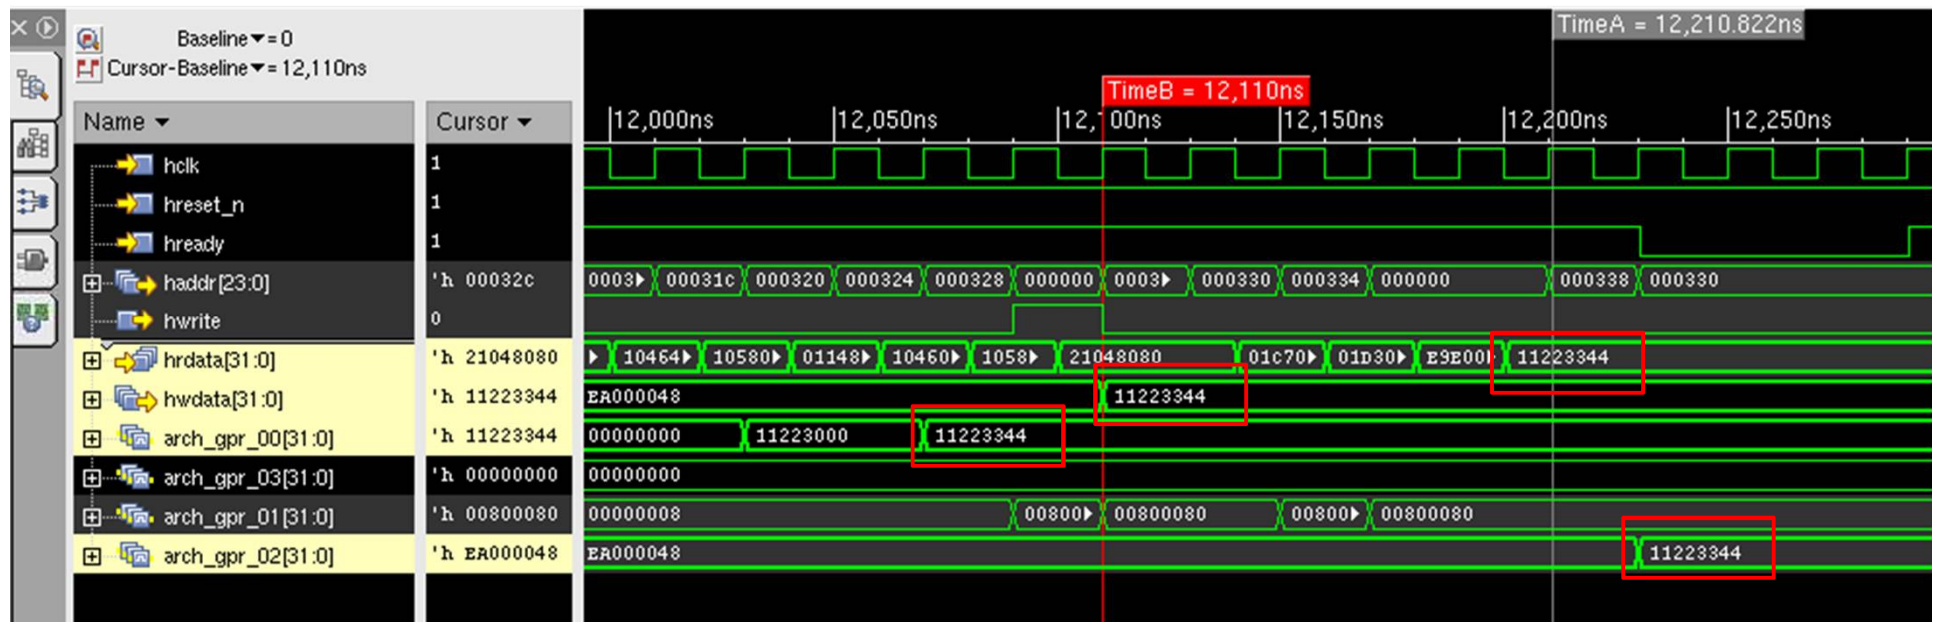 TimeA = 12,210.822ns
Baseline▼= 0
Cursor-Baseline▼= 12,110ns
TimeB = 12,110ns
Name ▼ Cursor ▼ |12,000ns |12,050ns |12,100ns |12,150ns |12,200ns |12,250ns
hclk 1
hreset_n 1
hready 1
haddr[23:0] 'h 00032C 0003▶ 00031C 000320 000324 000328 000000 0003▶ 000330 000334 000000 000338 000330
hwrite 0
hrdata[31:0] 'h 21048080 ▶ 10464▶ 10580▶ 01148▶ 10460▶ 1058▶ 21048080 01C70▶ 01D30▶ E9E00▶ 11223344
hwdata[31:0] 'h 11223344 EA000048 11223344
arch_gpr_00[31:0] 'h 11223344 00000000 11223000 11223344
arch_gpr_03[31:0] 'h 00000000 00000000
arch_gpr_01[31:0] 'h 00800080 00000008 00800▶ 00800080 00800▶ 00800080
arch_gpr_02[31:0] 'h EA000048 EA000048 11223344